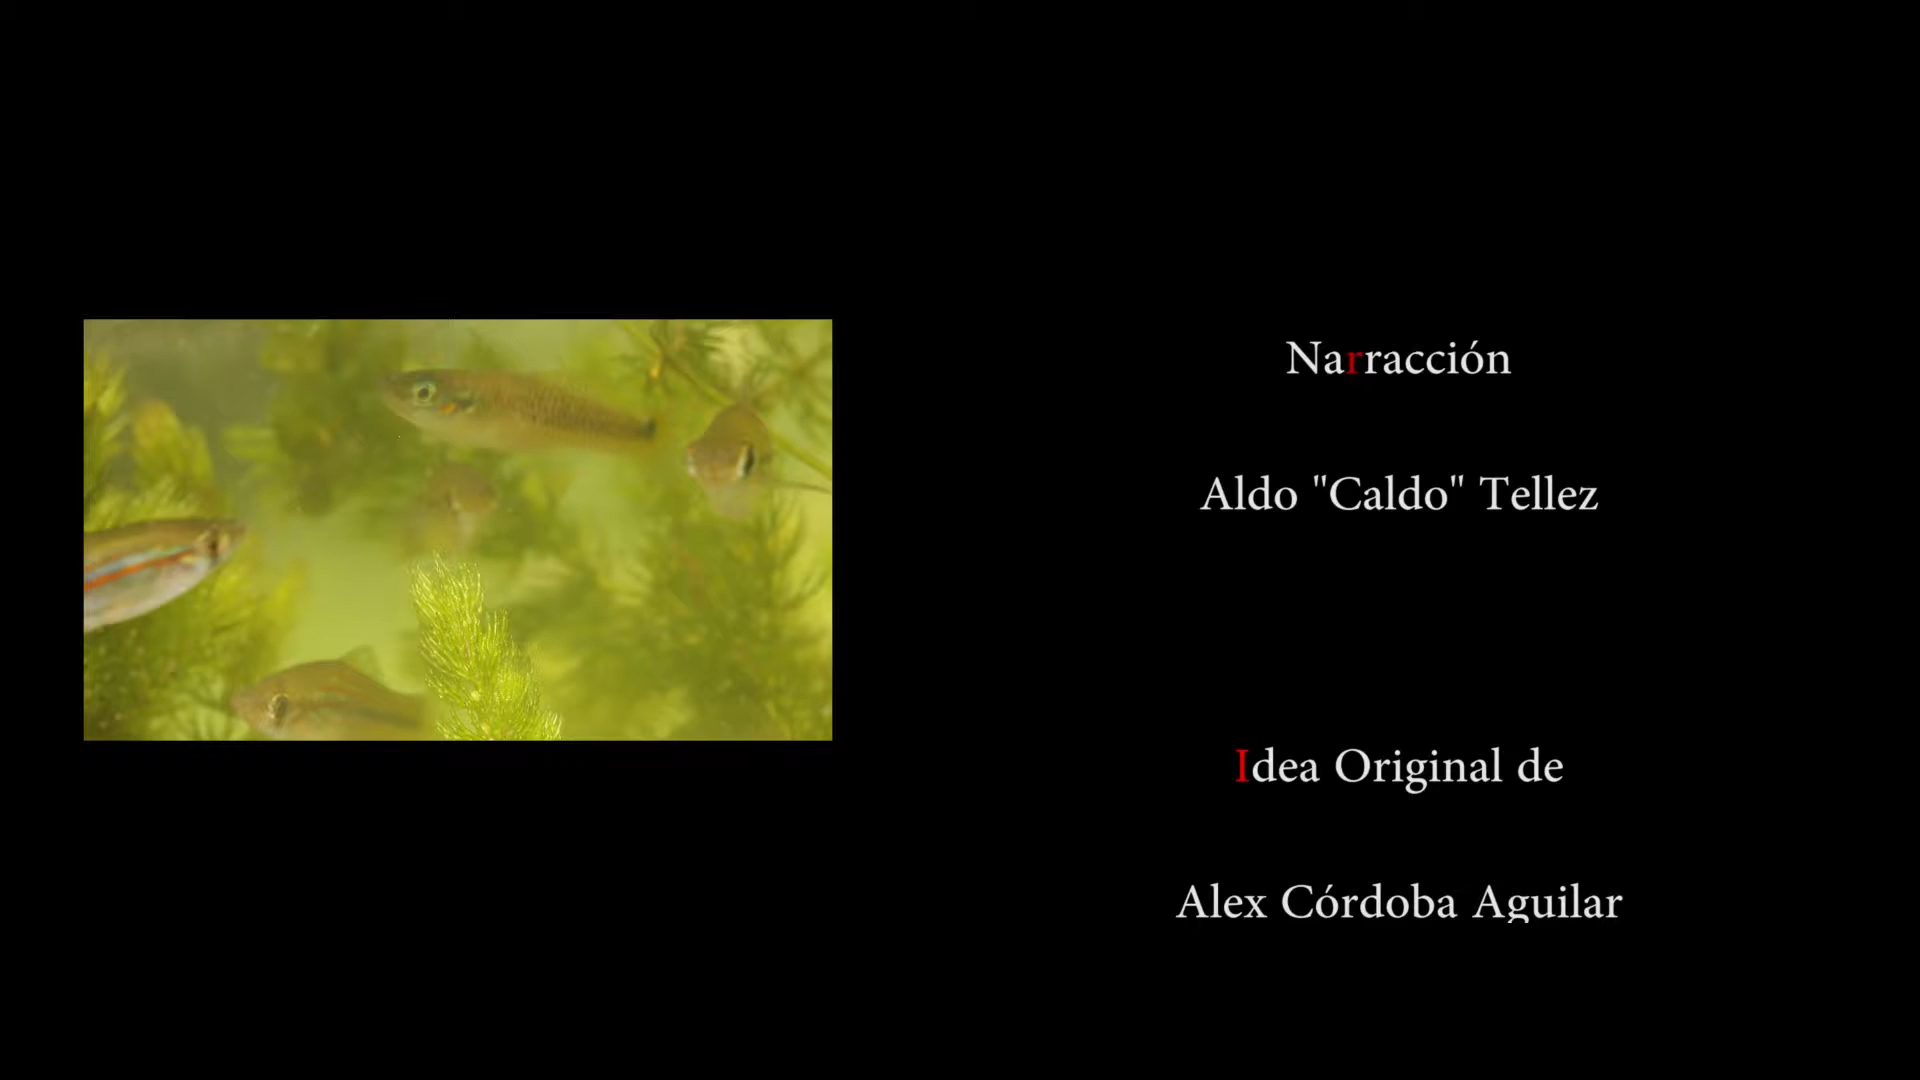 Narracción
Aldo "Caldo" Tellez
Idea Original de
Alex Córdoba Aguilar